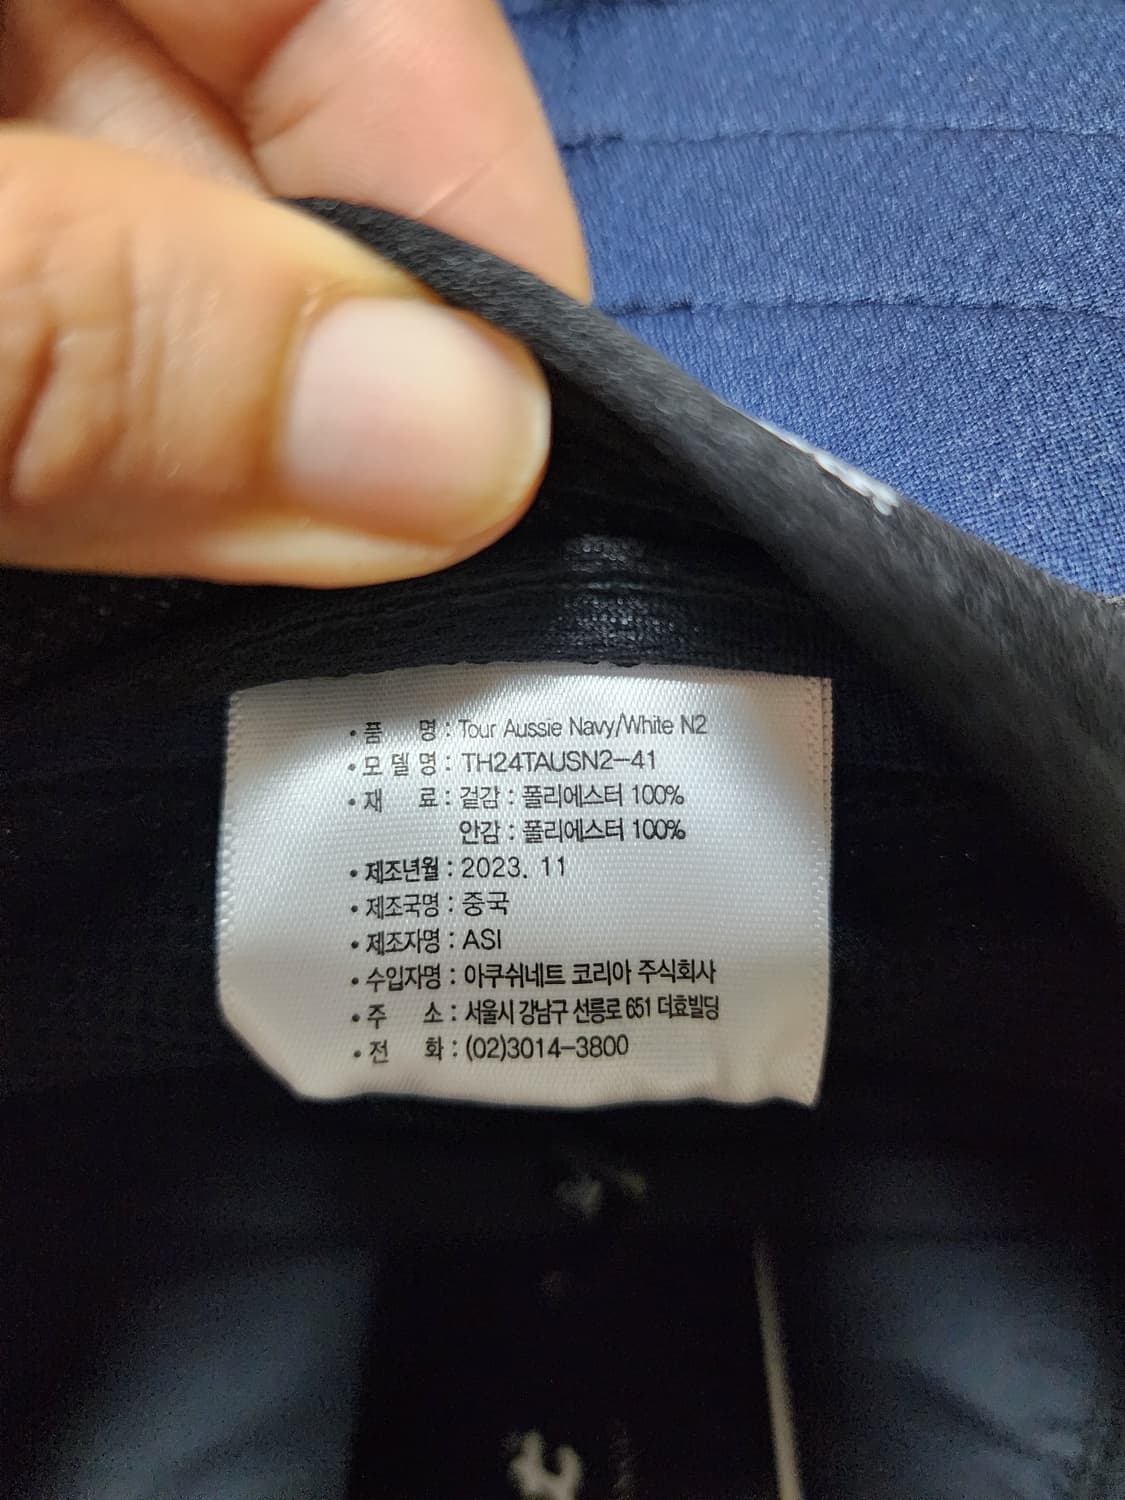 • 품 명 : Tour Aussie Navy/White N2
• 모 델 명 : TH24TAUSN2-41
• 재 료 : 겉감 : 폴리에스터 100%
안감 : 폴리에스터 100%
• 제조년월 : 2023. 11
• 제조국명 : 중국
• 제조자명 : ASI
• 수입자명 : 아쿠쉬네트 코리아 주식회사
• 주 소 : 서울시 강남구 선릉로 651 더효빌딩
• 전 화 : (02)3014-3800